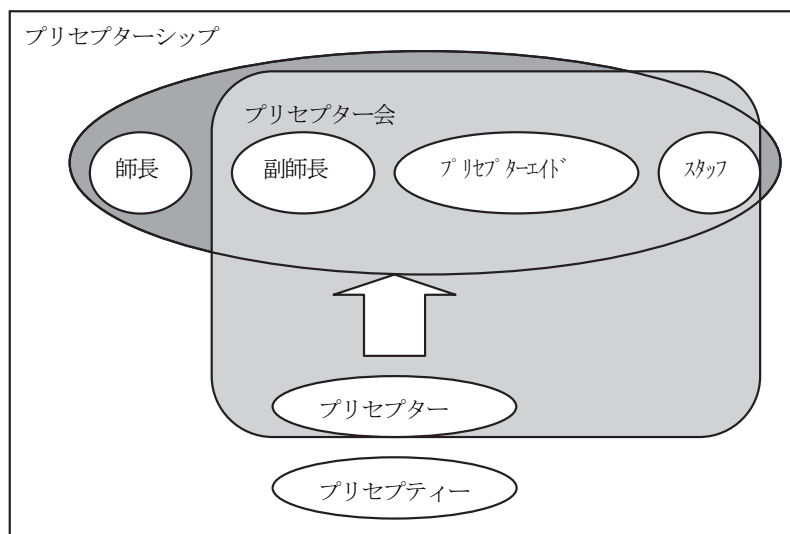 プリセプターシップ
プリセプター会
師長
副師長
ﾌﾟﾘｾﾌﾟﾀｰｴｲﾄﾞ
ｽﾀｯﾌ
プリセプター
プリセプティー